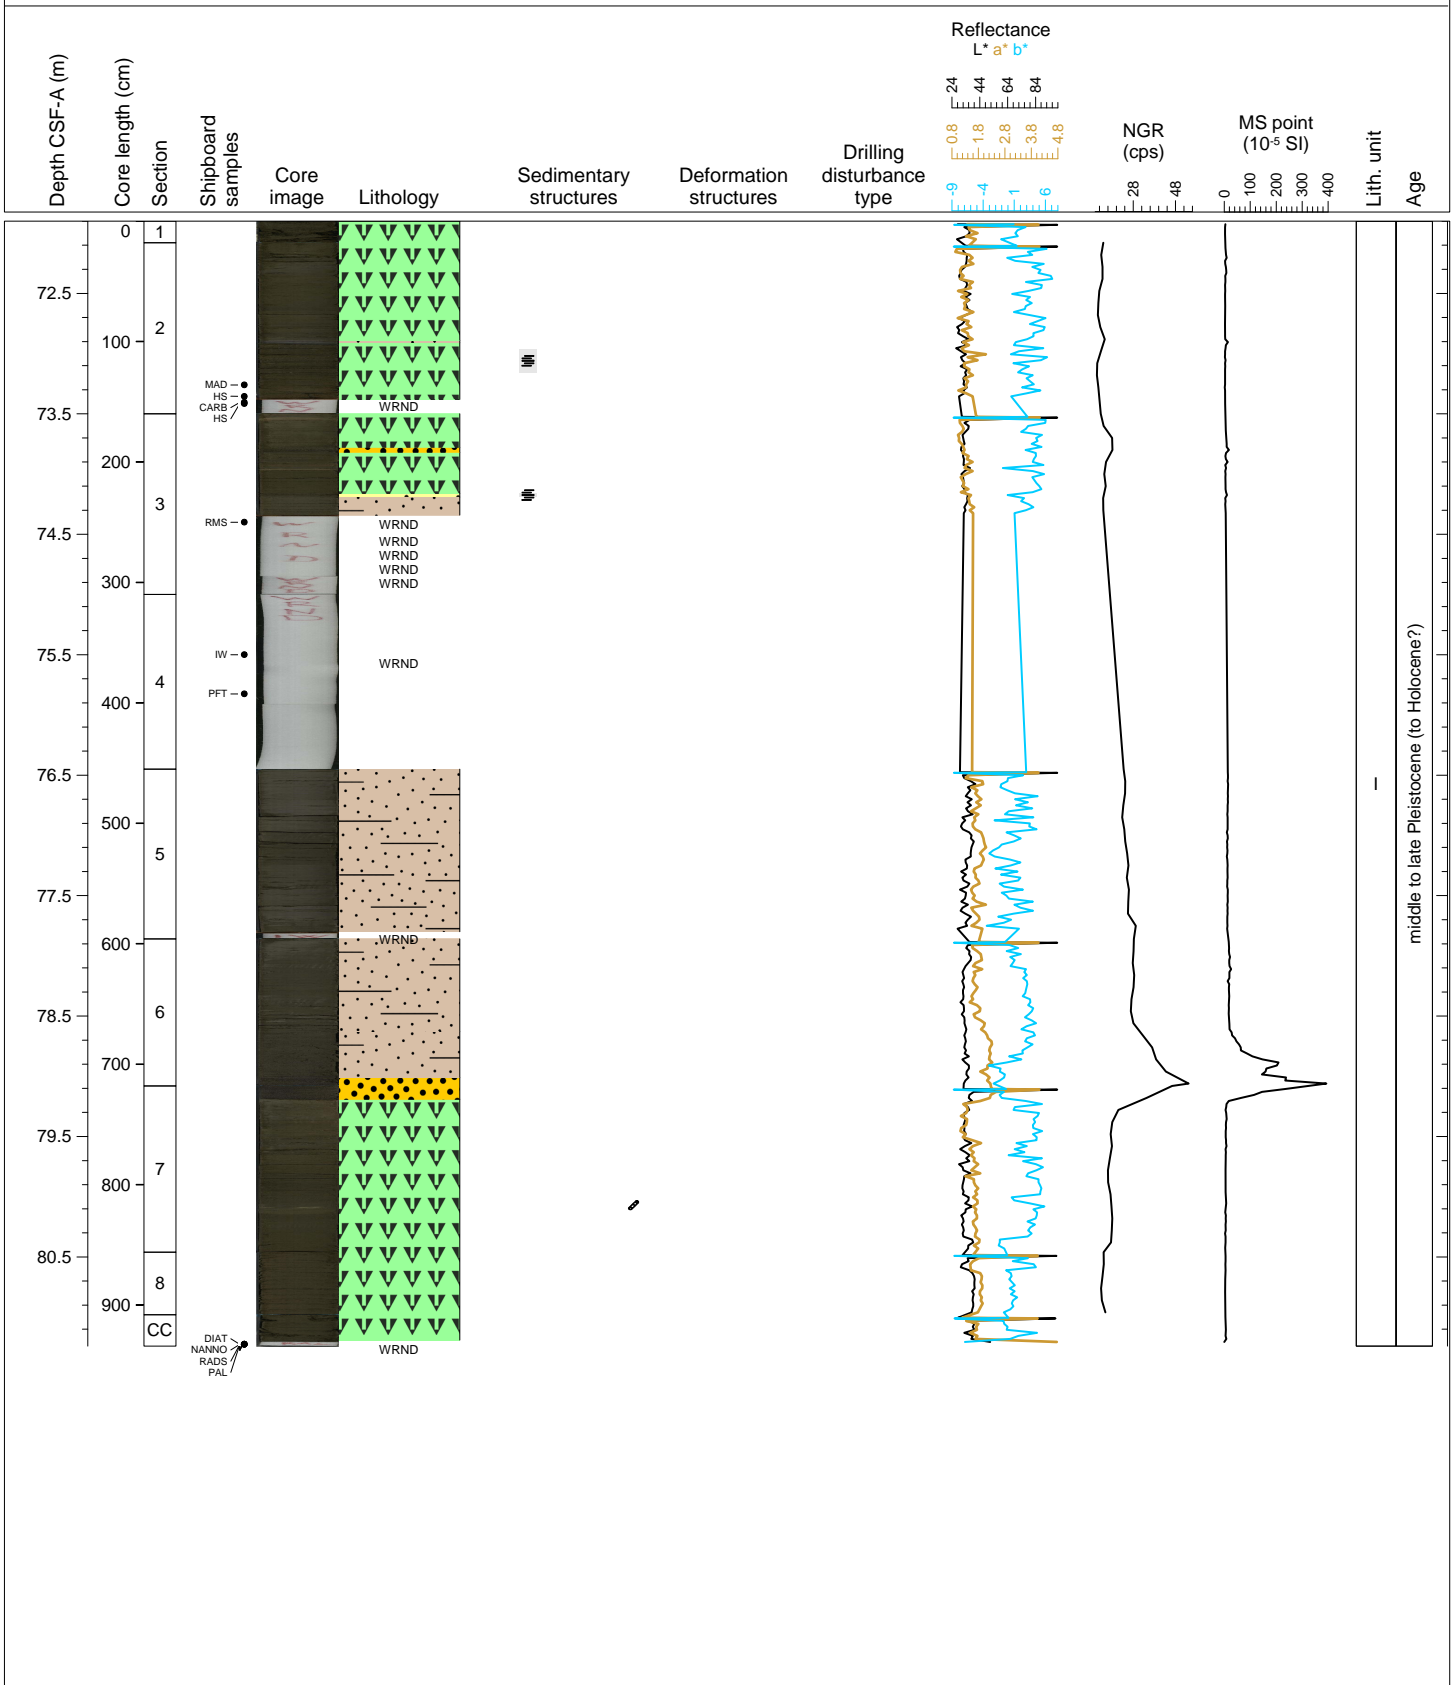 Reflectance
L* a* b*
24 44 64 84
0.8 1.8 2.8 3.8 4.8
-9 -4 1 6
Depth CSF-A (m)
Core length (cm)
Section
Shipboard samples
Core image
Lithology
Sedimentary structures
Deformation structures
Drilling disturbance type
NGR (cps)
28 48
MS point (10-5 SI)
0 100 200 300 400
Lith. unit
Age
0
1
72.5
2
100
MAD
HS
CARB
HS
WRND
73.5
200
3
RMS
WRND
74.5
WRND
WRND
WRND
300
WRND
75.5
IW
WRND
4
PFT
400
76.5
I
middle to late Pleistocene (to Holocene?)
500
5
77.5
600
WRND
6
78.5
700
79.5
7
800
80.5
8
900
CC
DIAT
NANNO
WRND
RADS
PAL